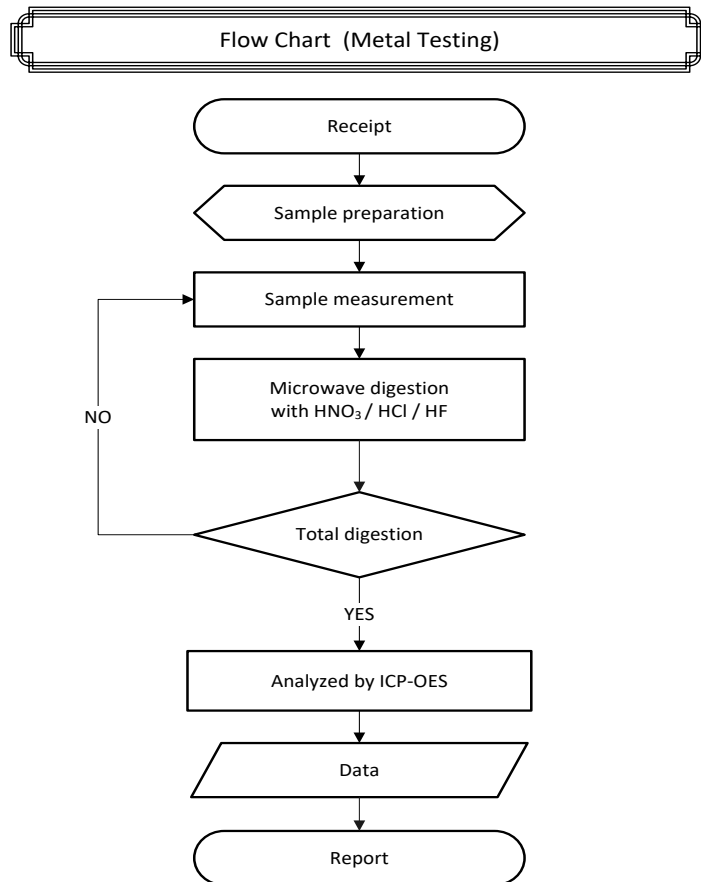 Flow Chart (Metal Testing)
Receipt
Sample preparation
Sample measurement
Microwave digestion
with HNO₃ / HCl / HF
NO
Total digestion
YES
Analyzed by ICP-OES
Data
Report